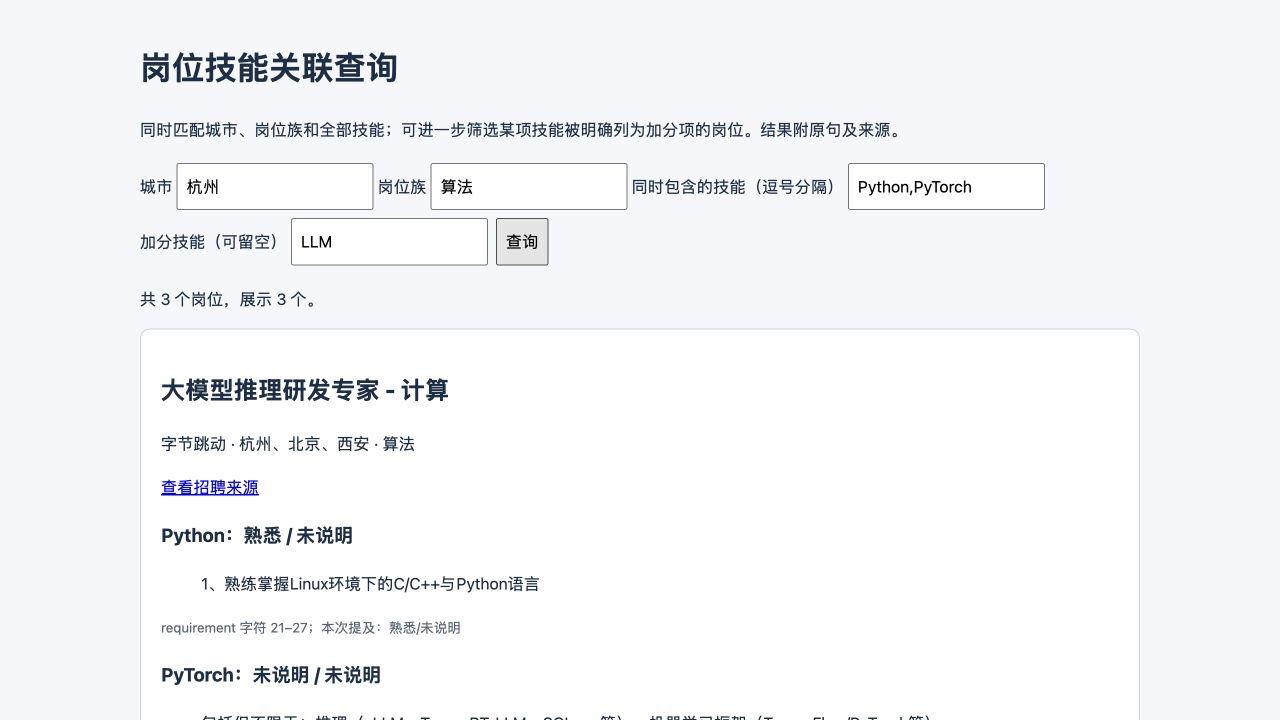 岗位技能关联查询
同时匹配城市、岗位族和全部技能；可进一步筛选某项技能被明确列为加分项的岗位。结果附原句及来源。
城市 杭州 岗位族 算法 同时包含的技能（逗号分隔） Python,PyTorch
加分技能（可留空） LLM 查询
共 3 个岗位，展示 3 个。
大模型推理研发专家 - 计算
字节跳动 · 杭州、北京、西安 · 算法
查看招聘来源
Python：熟悉 / 未说明
1、熟练掌握Linux环境下的C/C++与Python语言
requirement 字符 21–27；本次提及：熟悉/未说明
PyTorch：未说明 / 未说明